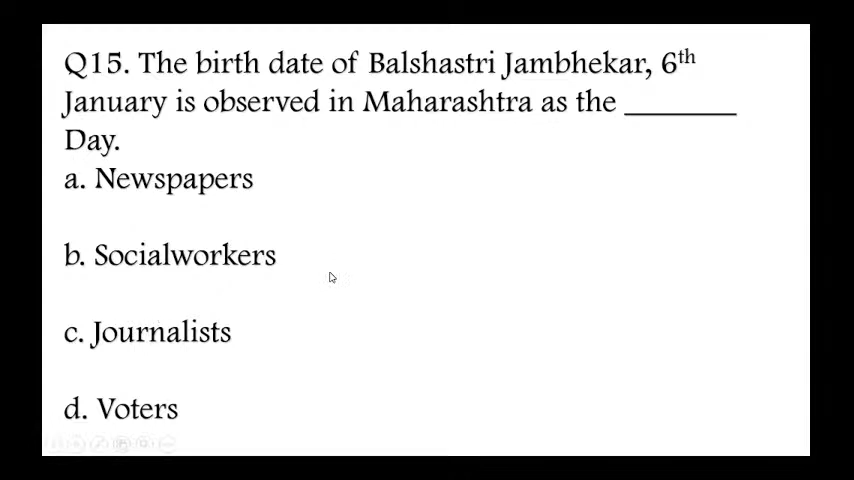 Q15. The birth date of Balshastri Jambhekar, 6th
January is observed in Maharashtra as the ________
Day.
a. Newspapers
b. Socialworkers
c. Journalists
d. Voters